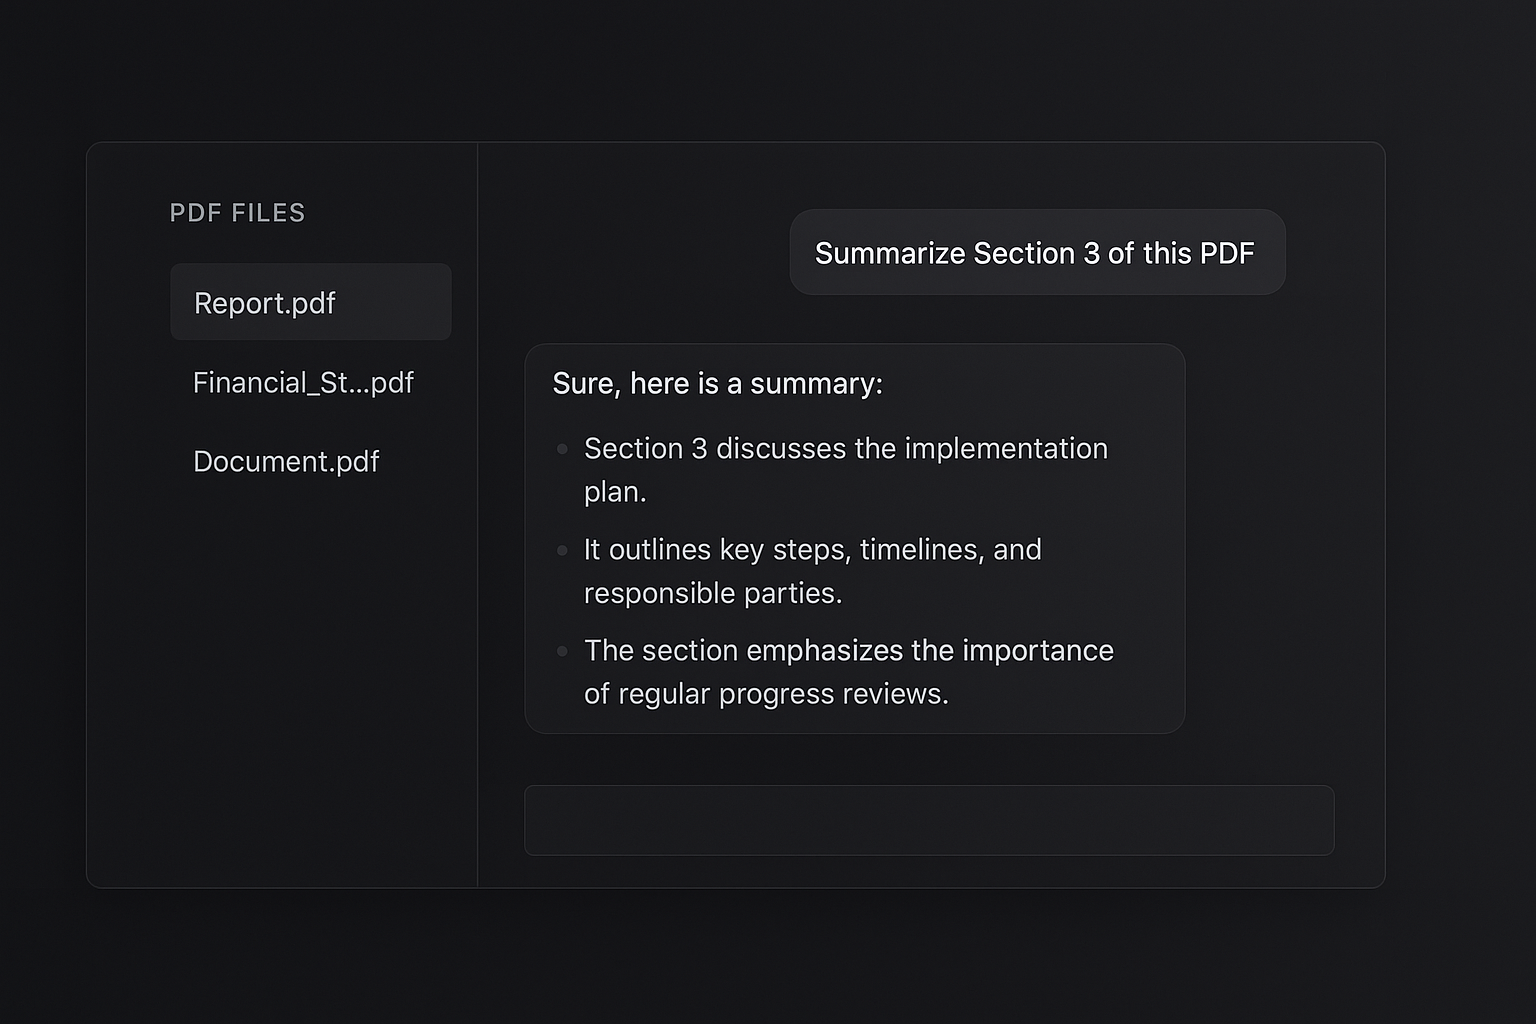 PDF FILES
Report.pdf
Financial_St...pdf
Document.pdf
Summarize Section 3 of this PDF
Sure, here is a summary:
Section 3 discusses the implementation
plan.
It outlines key steps, timelines, and
responsible parties.
The section emphasizes the importance
of regular progress reviews.